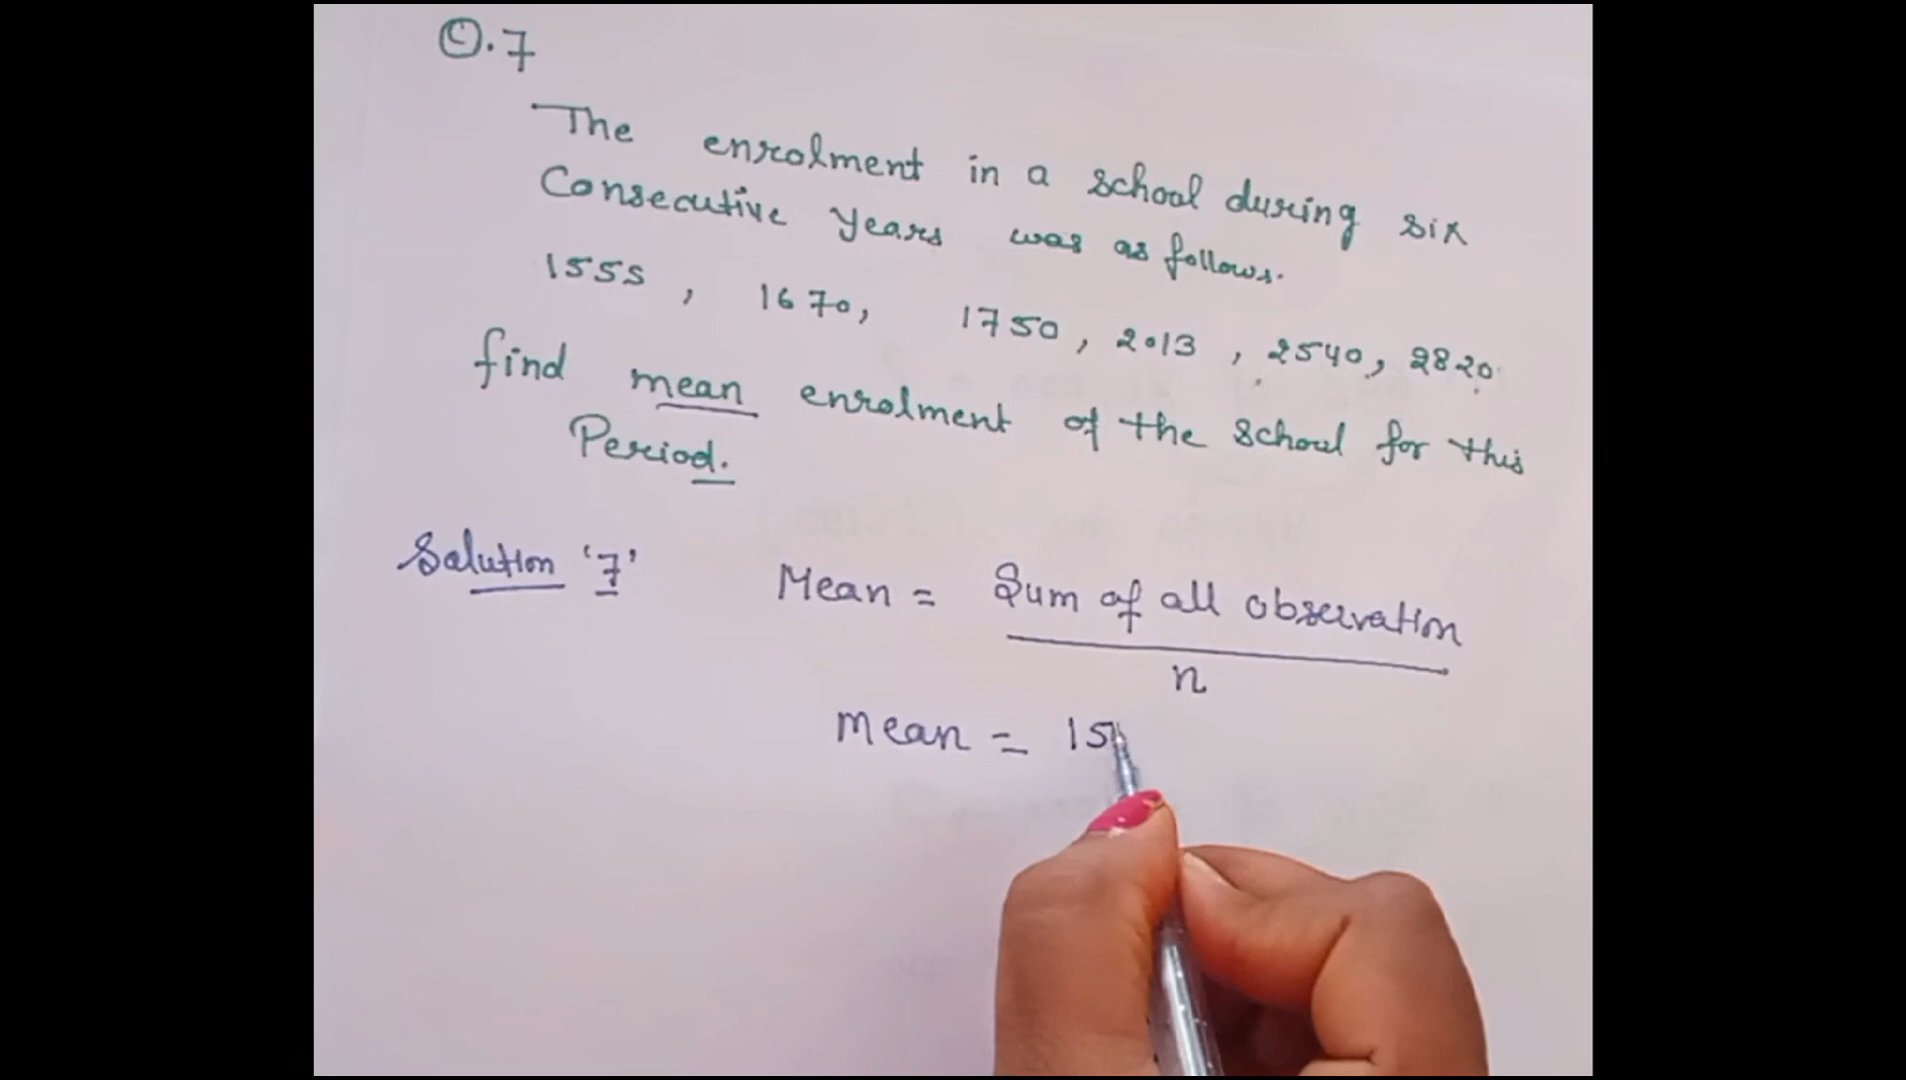 Q.7
The enrolment in a school during six
Consecutive years was as follows.
1555, 1670, 1750, 2013, 2540, 2820
find mean enrolment of the school for this
Period.
Solution '7'
Mean = Sum of all observation
n
mean = 15